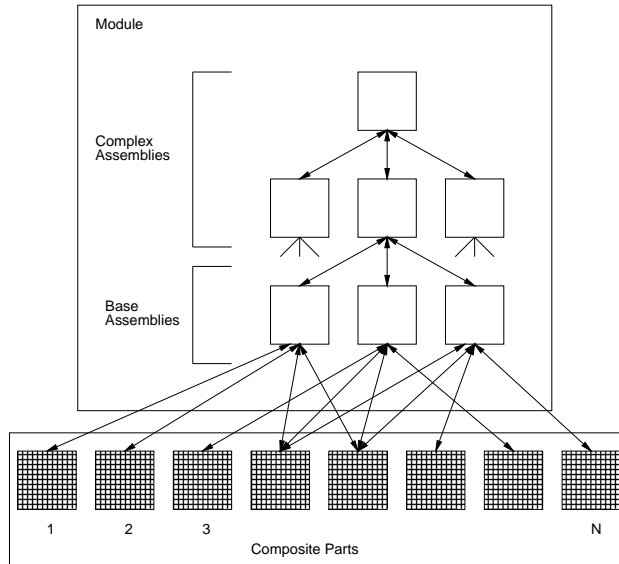 Module
Complex
Assemblies
Base
Assemblies
1 2 3 N
Composite Parts